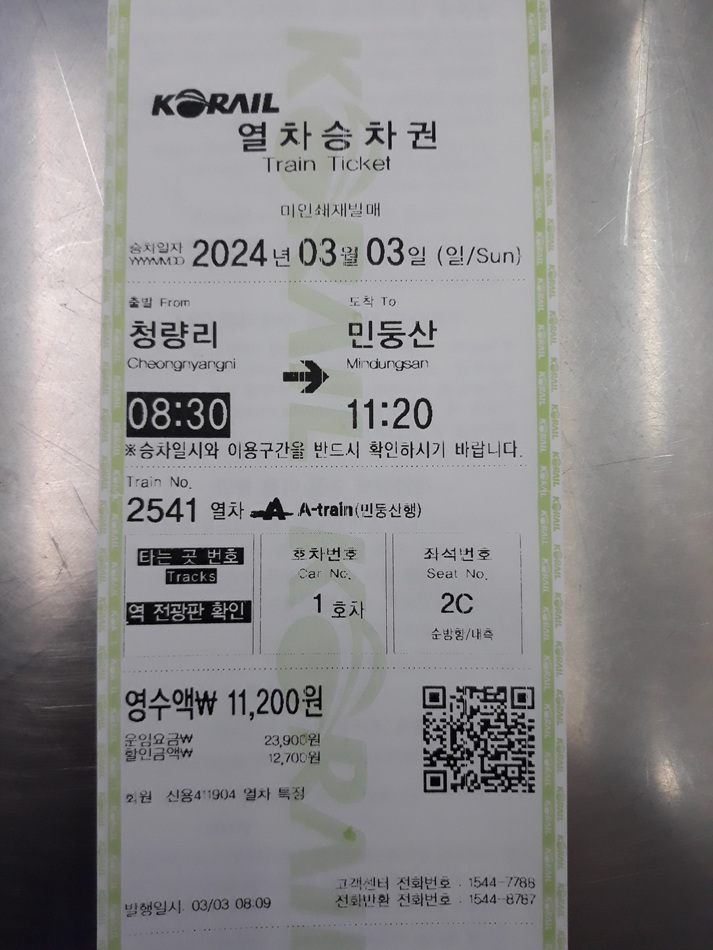 KORAIL
열차승차권
Train Ticket
미인쇄재발매
승차일자
YYYYMMDD
2024년 03월 03일 (일/Sun)
출발 From
도착 To
청량리
민둥산
Cheongnyangni
Mindungsan
08:30
11:20
※승차일시와 이용구간을 반드시 확인하시기 바랍니다.
Train No.
2541 열차 A A-train(민둥산행)
타는 곳 번호
Tracks
역 전광판 확인
호차번호
Car No.
1 호차
좌석번호
Seat No.
2C
순방향/내측
영수액₩ 11,200원
운임요금₩ 23,900원
할인금액₩ 12,700원
회원 신용411904 열차 특정
고객센터 전화번호 : 1544-7788
발행일시 03/03 08:09
전화반환 전화번호 : 1544-8787